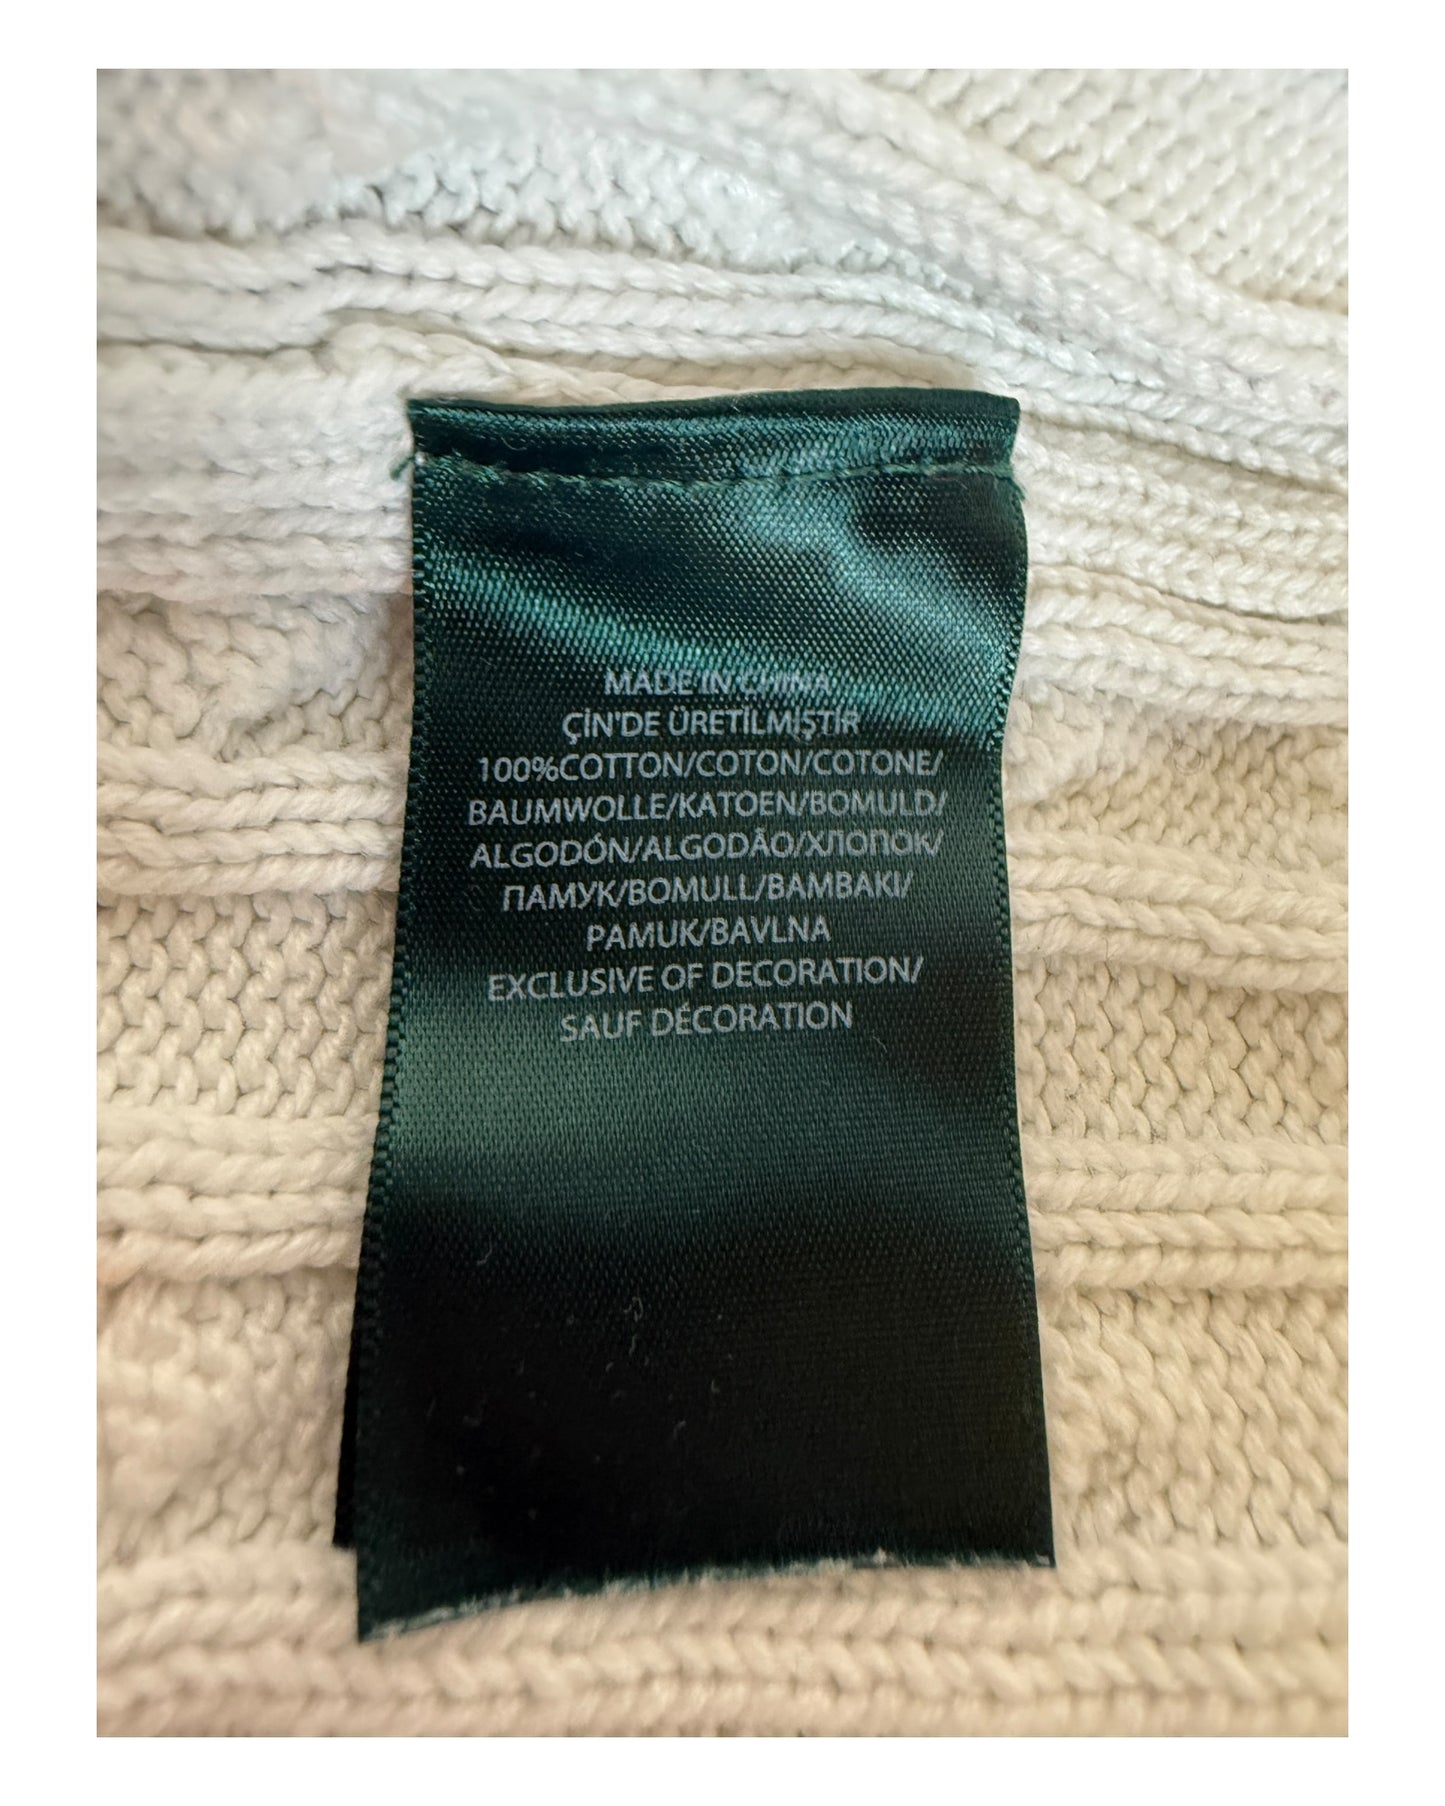 MADE IN CHINA
ÇİN'DE ÜRETİLMİŞTİR
100%COTTON/COTON/COTONE/
BAUMWOLLE/KATOEN/BOMULD/
ALGODÓN/ALGODÃO/ХЛОПОК/
ПАМУК/BOMULL/BAMBAKI/
PAMUK/BAVLNA
EXCLUSIVE OF DECORATION/
SAUF DÉCORATION